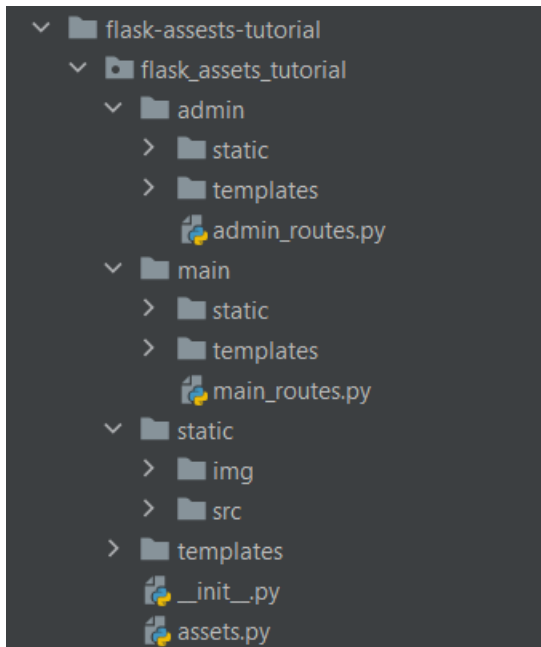 flask-assests-tutorial
flask_assets_tutorial
admin
static
templates
admin_routes.py
main
static
templates
main_routes.py
static
img
src
templates
__init__.py
assets.py